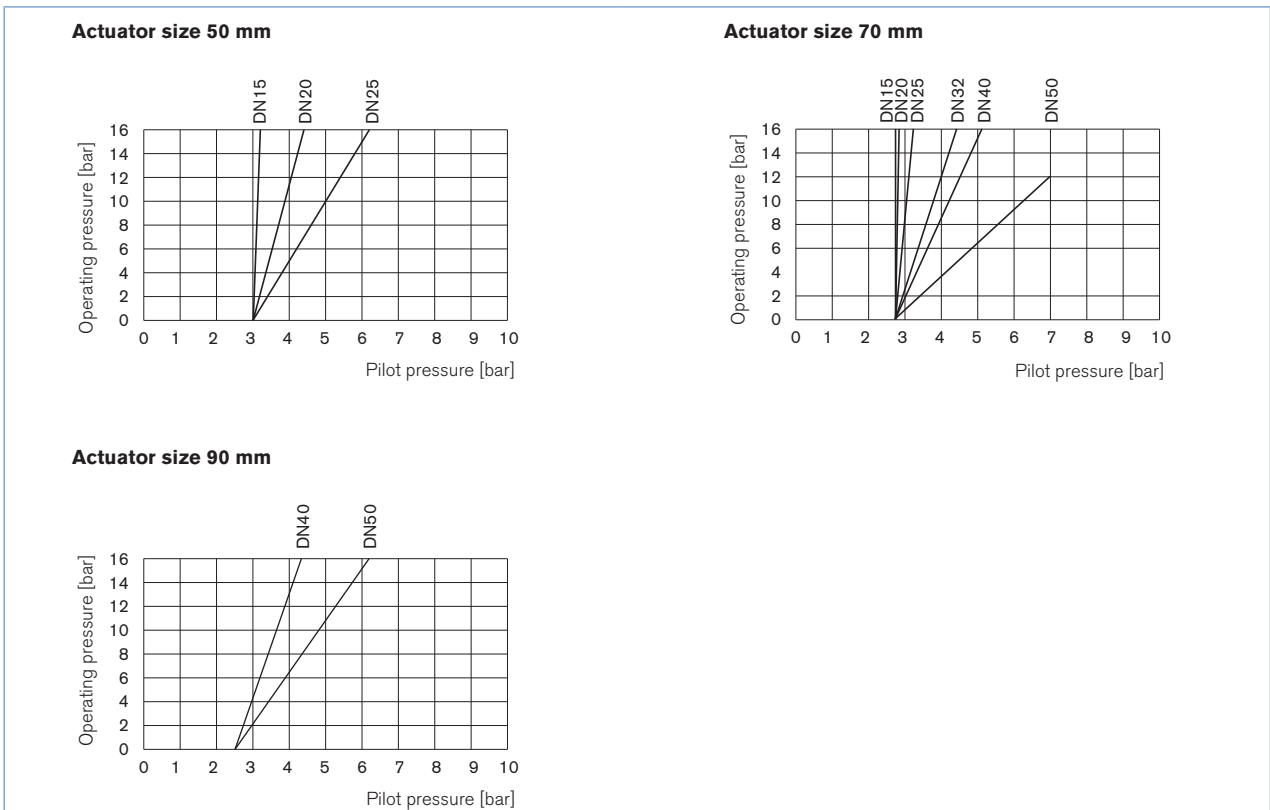 Actuator size 50 mm
DN15
DN20
DN25
Operating pressure [bar]
16
14
12
10
8
6
4
2
0
0 1 2 3 4 5 6 7 8 9 10
Pilot pressure [bar]
Actuator size 70 mm
DN15
DN20
DN25
DN32
DN40
DN50
Operating pressure [bar]
16
14
12
10
8
6
4
2
0
0 1 2 3 4 5 6 7 8 9 10
Pilot pressure [bar]
Actuator size 90 mm
DN40
DN50
Operating pressure [bar]
16
14
12
10
8
6
4
2
0
0 1 2 3 4 5 6 7 8 9 10
Pilot pressure [bar]